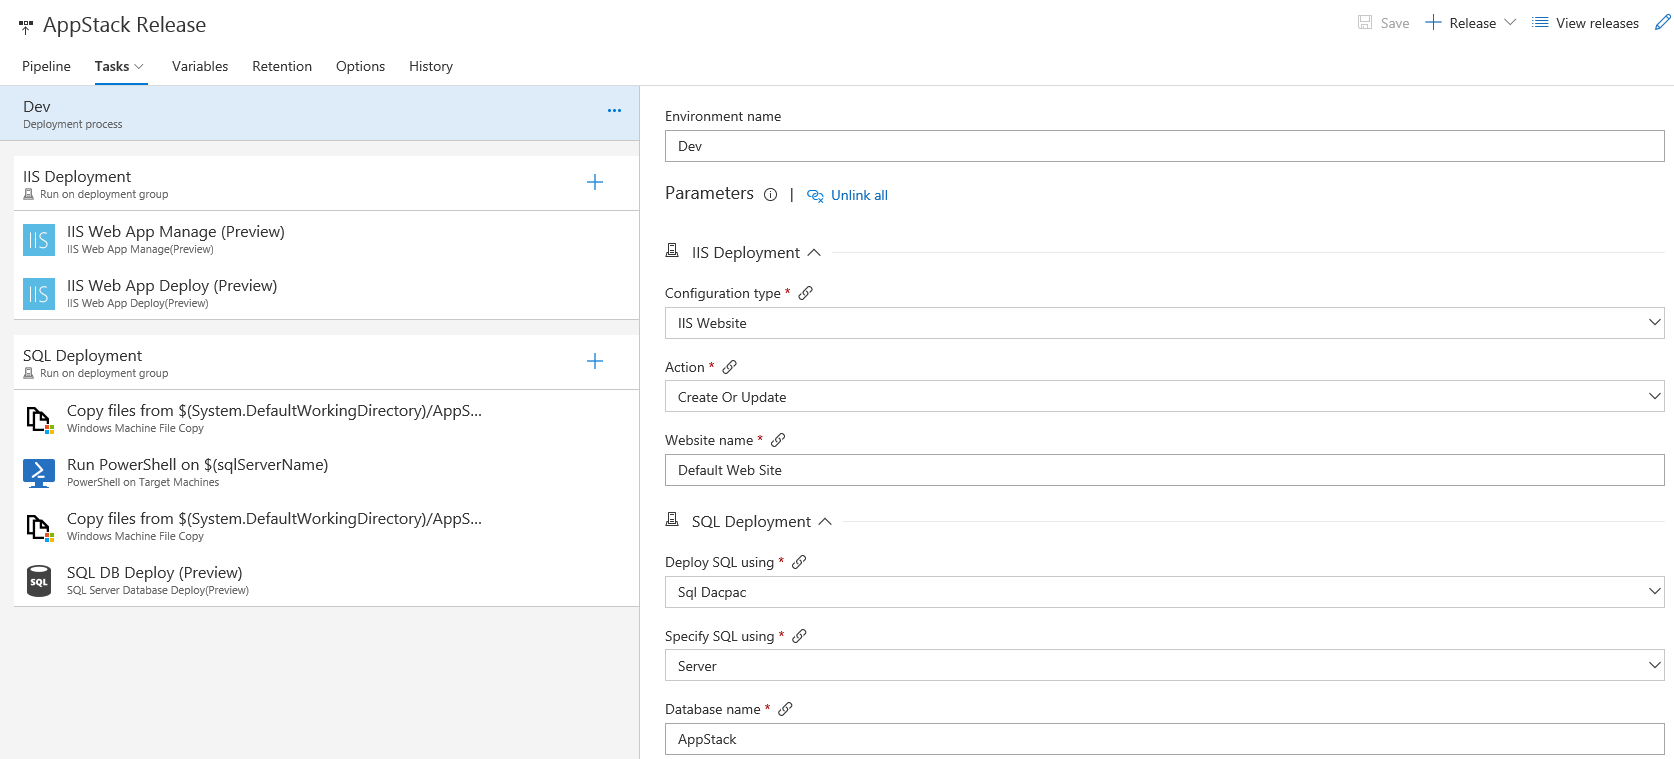 AppStack Release
Save
Release
View releases
Pipeline
Tasks
Variables
Retention
Options
History
Dev
Deployment process
IIS Deployment
Run on deployment group
IIS
IIS Web App Manage (Preview)
IIS Web App Manage(Preview)
IIS
IIS Web App Deploy (Preview)
IIS Web App Deploy(Preview)
SQL Deployment
Run on deployment group
Copy files from $(System.DefaultWorkingDirectory)/AppS...
Windows Machine File Copy
Run PowerShell on $(sqlServerName)
PowerShell on Target Machines
Copy files from $(System.DefaultWorkingDirectory)/AppS...
Windows Machine File Copy
SQL
SQL DB Deploy (Preview)
SQL Server Database Deploy(Preview)
Environment name
Dev
Parameters | Unlink all
IIS Deployment
Configuration type *
IIS Website
Action *
Create Or Update
Website name *
Default Web Site
SQL Deployment
Deploy SQL using *
Sql Dacpac
Specify SQL using *
Server
Database name *
AppStack